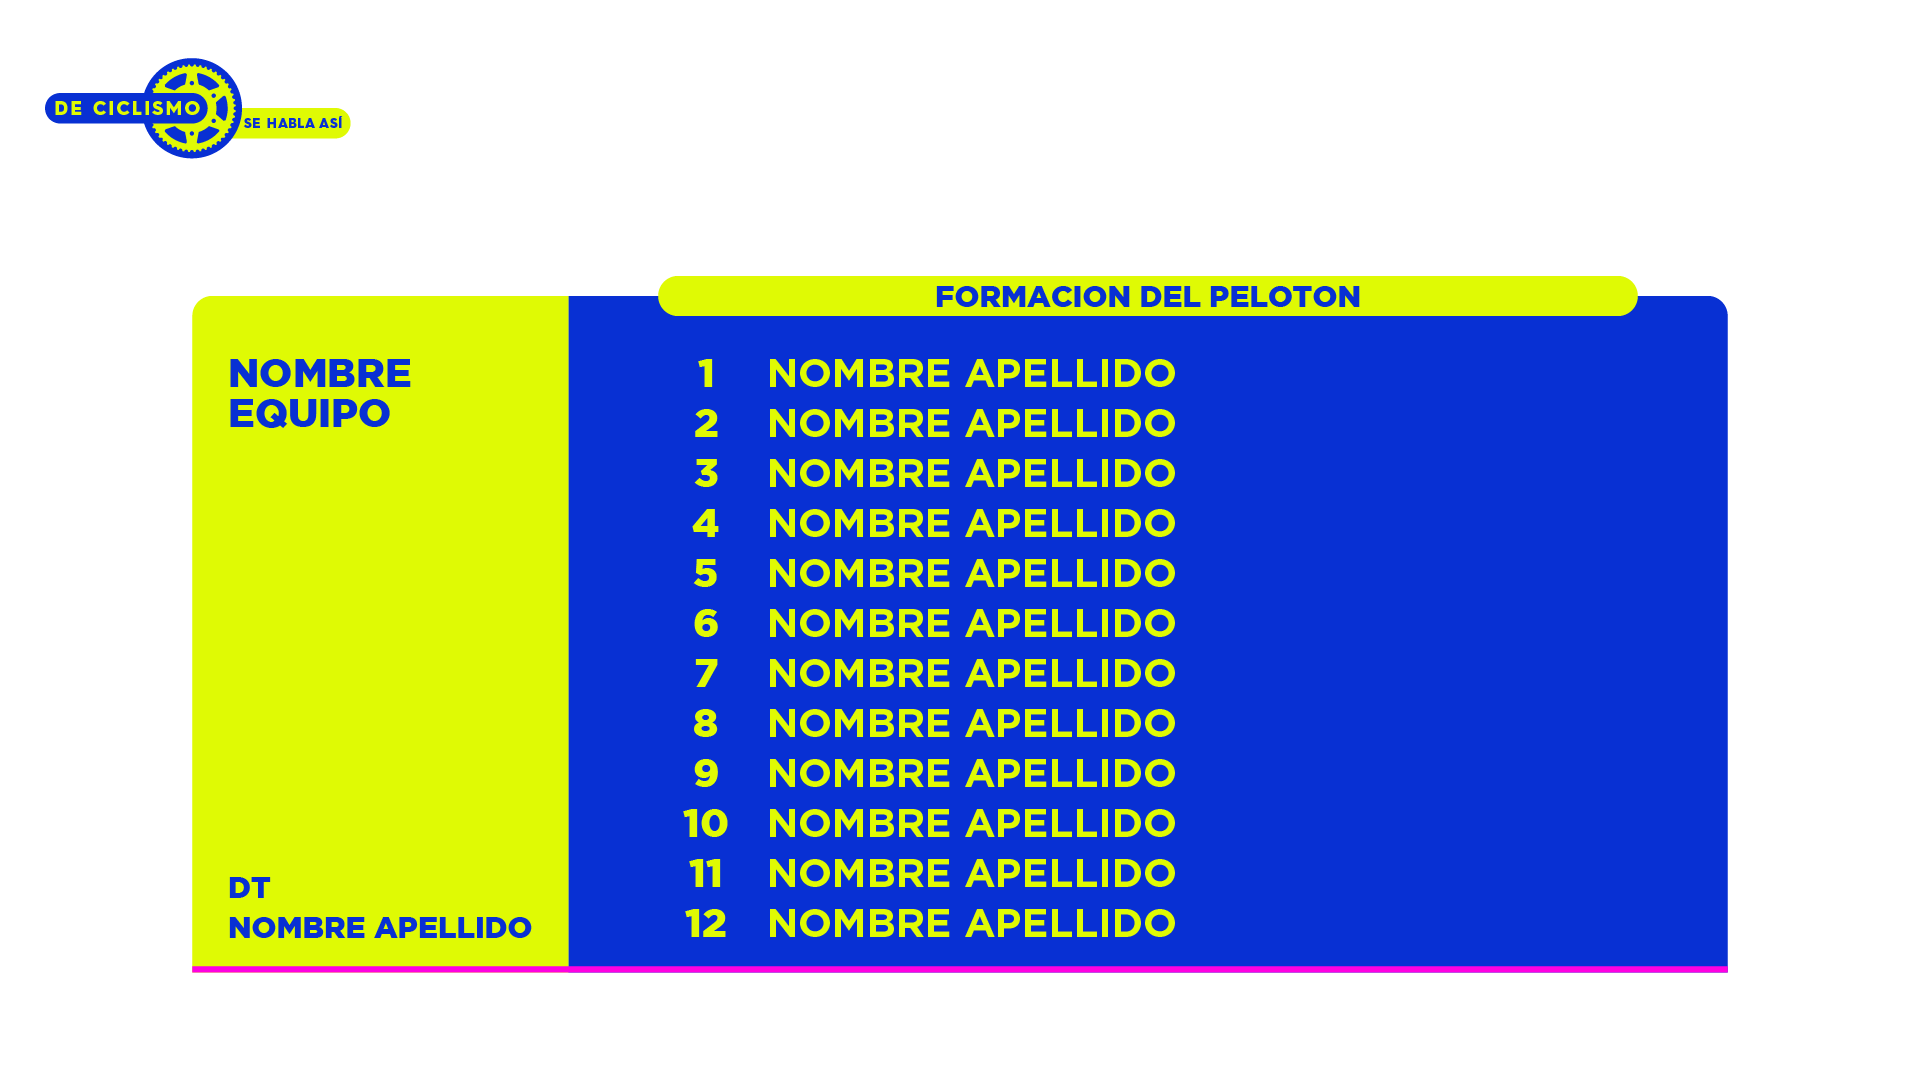 DE CICLISMO
SE HABLA ASÍ
FORMACION DEL PELOTON
NOMBRE
EQUIPO
DT
NOMBRE APELLIDO
1 NOMBRE APELLIDO
2 NOMBRE APELLIDO
3 NOMBRE APELLIDO
4 NOMBRE APELLIDO
5 NOMBRE APELLIDO
6 NOMBRE APELLIDO
7 NOMBRE APELLIDO
8 NOMBRE APELLIDO
9 NOMBRE APELLIDO
10 NOMBRE APELLIDO
11 NOMBRE APELLIDO
12 NOMBRE APELLIDO